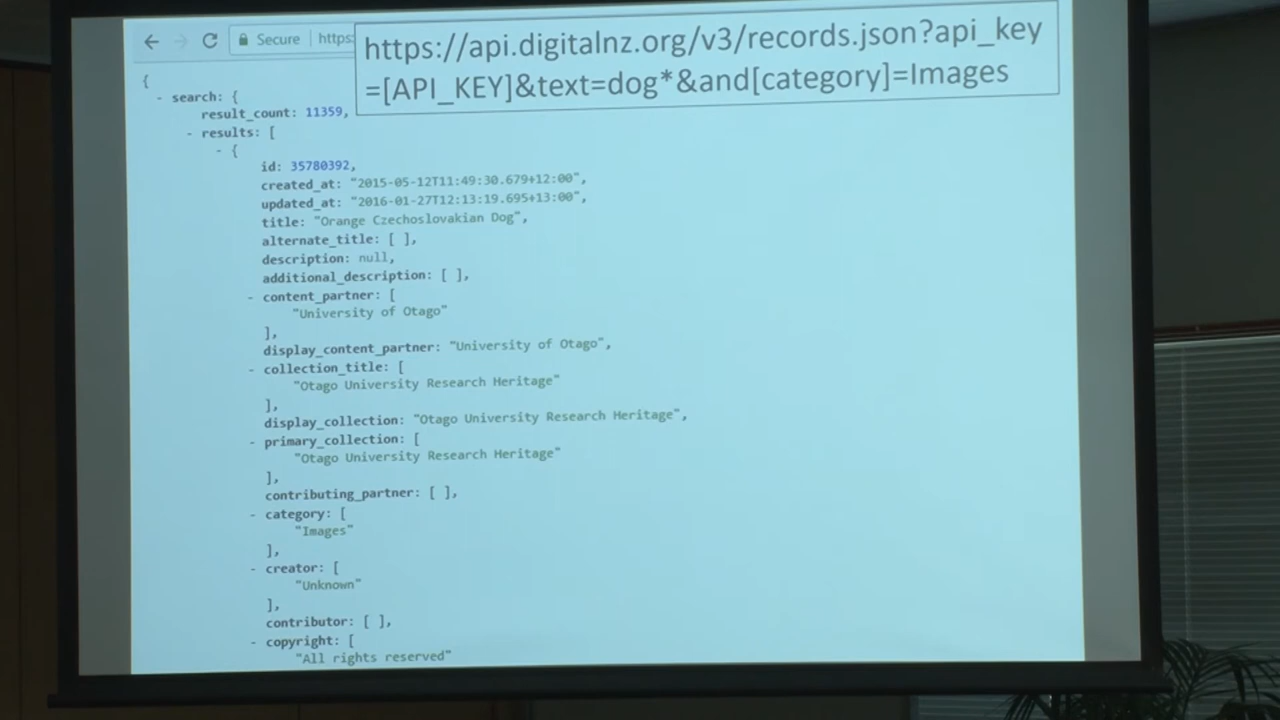 Secure | https:
https://api.digitalnz.org/v3/records.json?api_key
=[API_KEY]&text=dog*&and[category]=Images
{
- search: {
result_count: 11359,
- results: [
- {
id: 35780392,
created_at: "2015-05-12T11:49:30.679+12:00",
updated_at: "2016-01-27T12:13:19.695+13:00",
title: "Orange Czechoslovakian Dog",
alternate_title: [ ],
description: null,
additional_description: [ ],
- content_partner: [
"University of Otago"
],
display_content_partner: "University of Otago",
- collection_title: [
"Otago University Research Heritage"
],
display_collection: "Otago University Research Heritage",
- primary_collection: [
"Otago University Research Heritage"
],
contributing_partner: [ ],
- category: [
"Images"
],
- creator: [
"Unknown"
],
contributor: [ ],
- copyright: [
"All rights reserved"